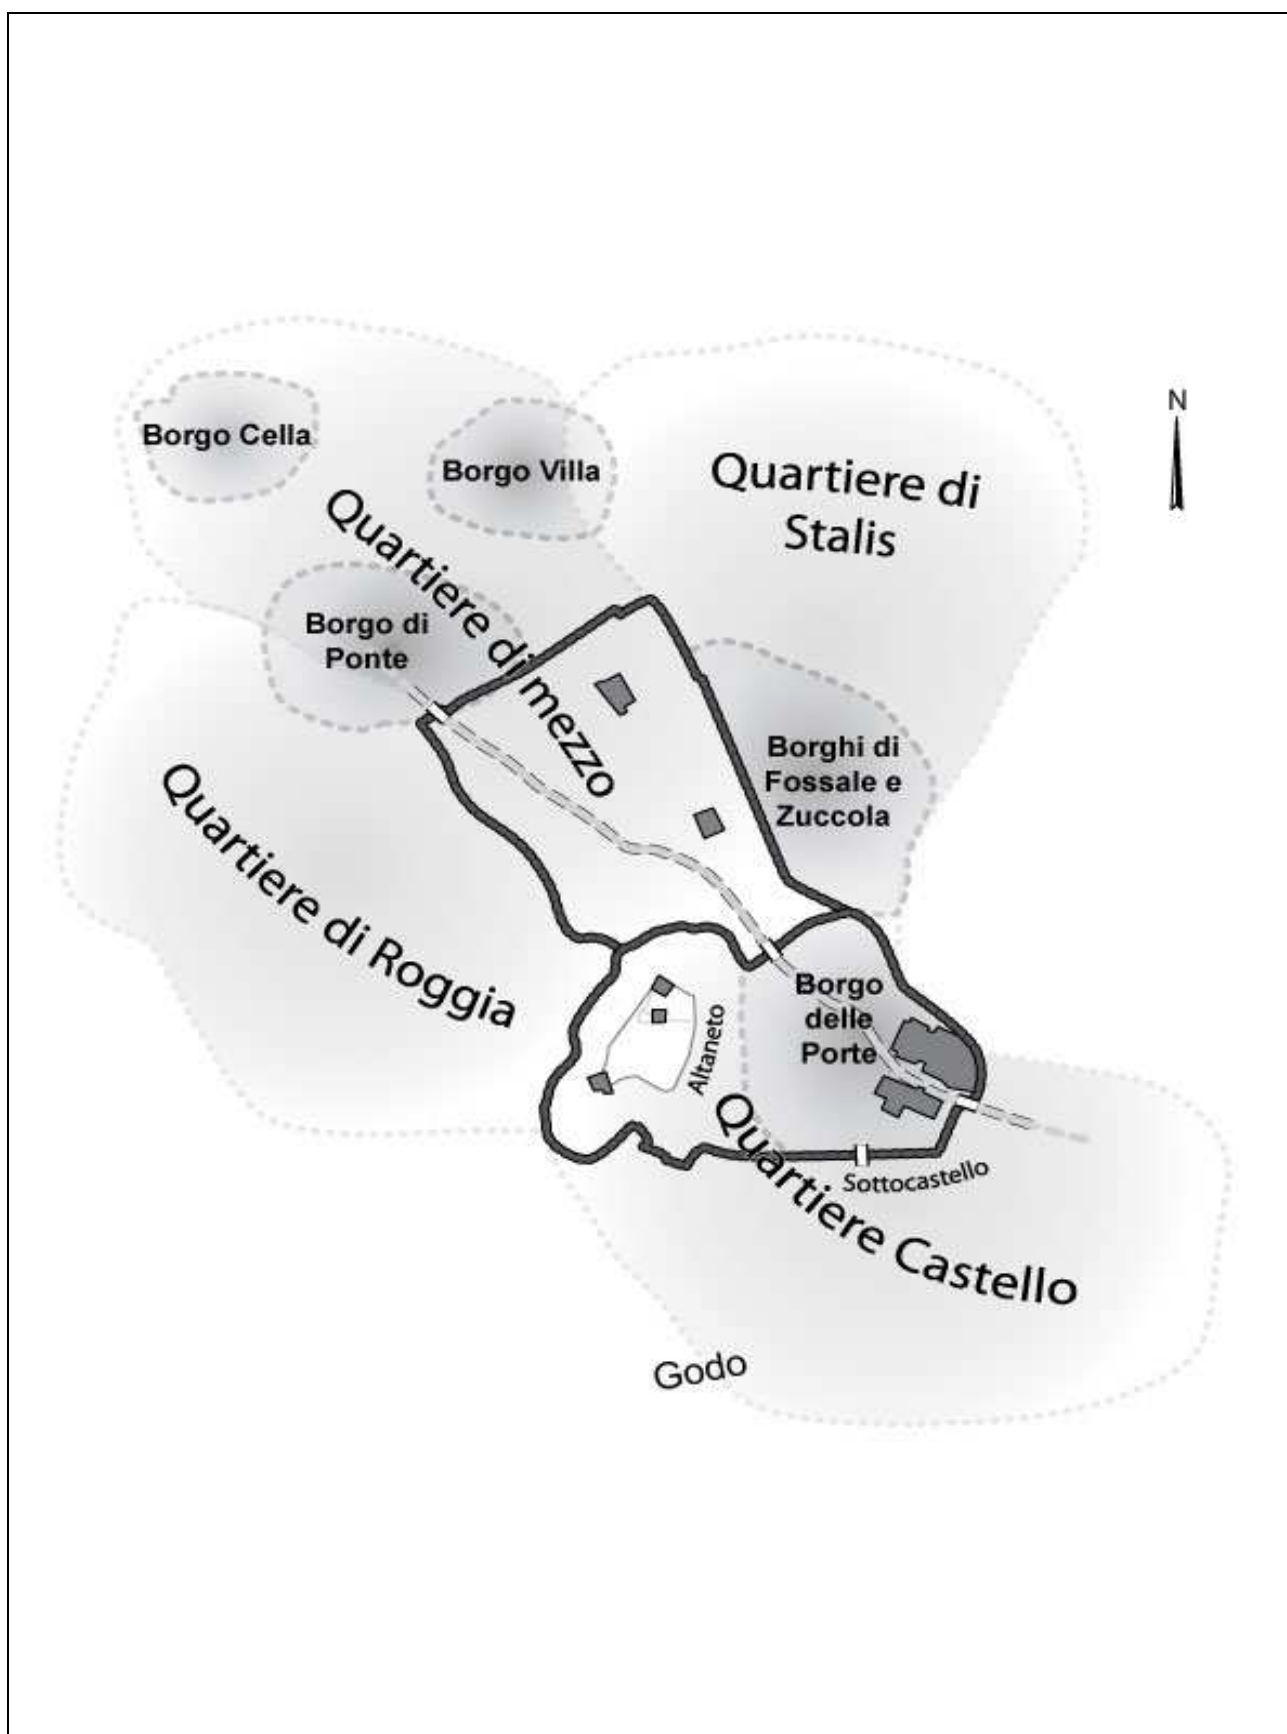 N
Borgo Cella
Borgo Villa
Quartiere di
Stalis
Quartiere di mezzo
Borgo di
Ponte
Borghi di
Fossale e
Zuccola
Quartiere di Roggia
Borgo
delle
Porte
Altaneto
Quartiere Castello
Sottocastello
Godo